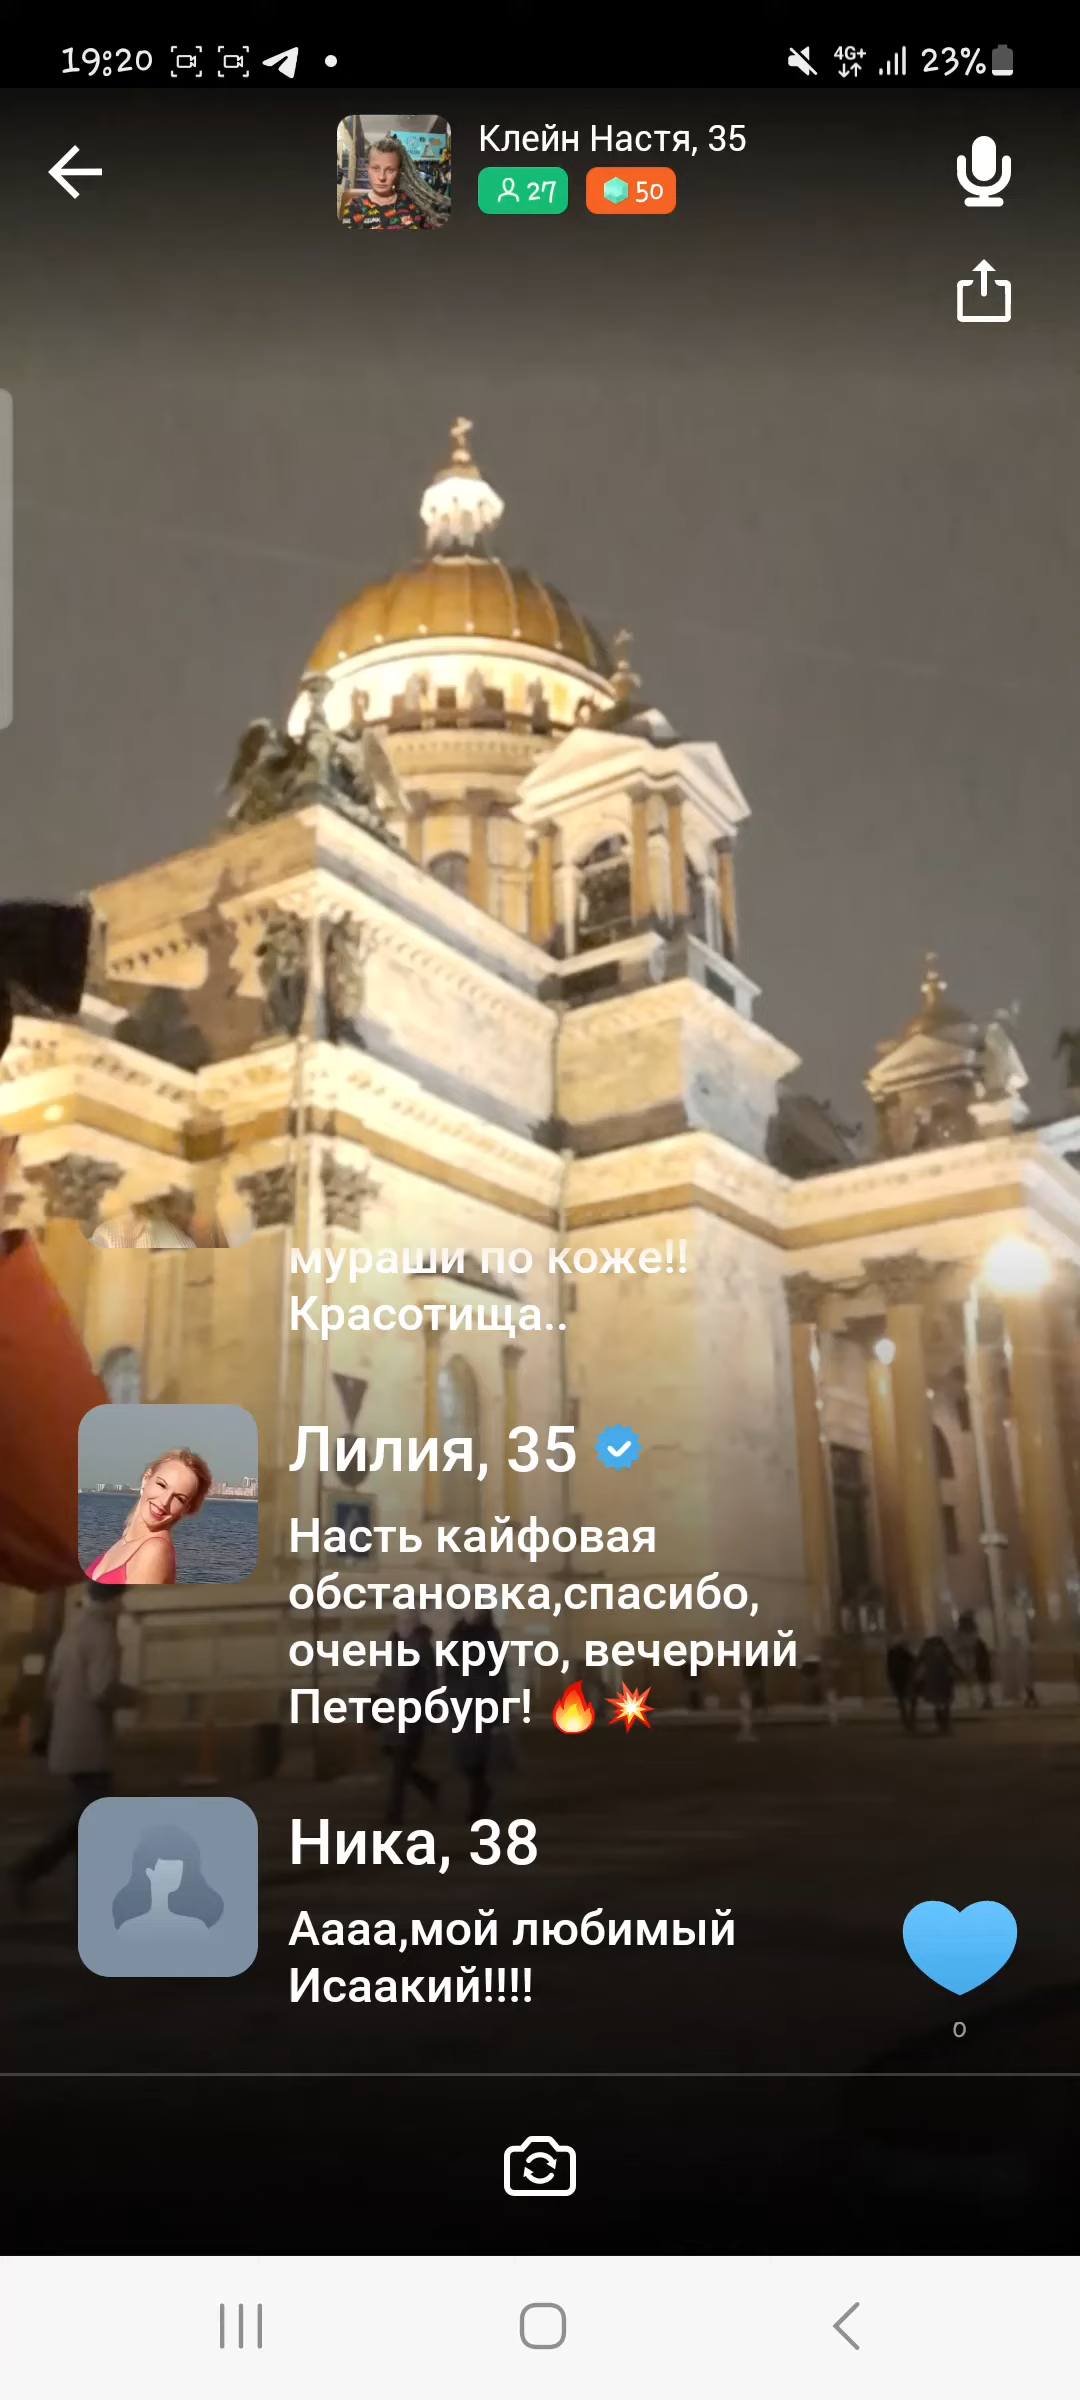 19:20
4G+
23%
Клейн Настя, 35
27
50
мураши по коже!!
Красотища..
Лилия, 35
Насть кайфовая
обстановка,спасибо,
очень круто, вечерний
Петербург! 🔥💥
Ника, 38
Аааа,мой любимый
Исаакий!!!!
0